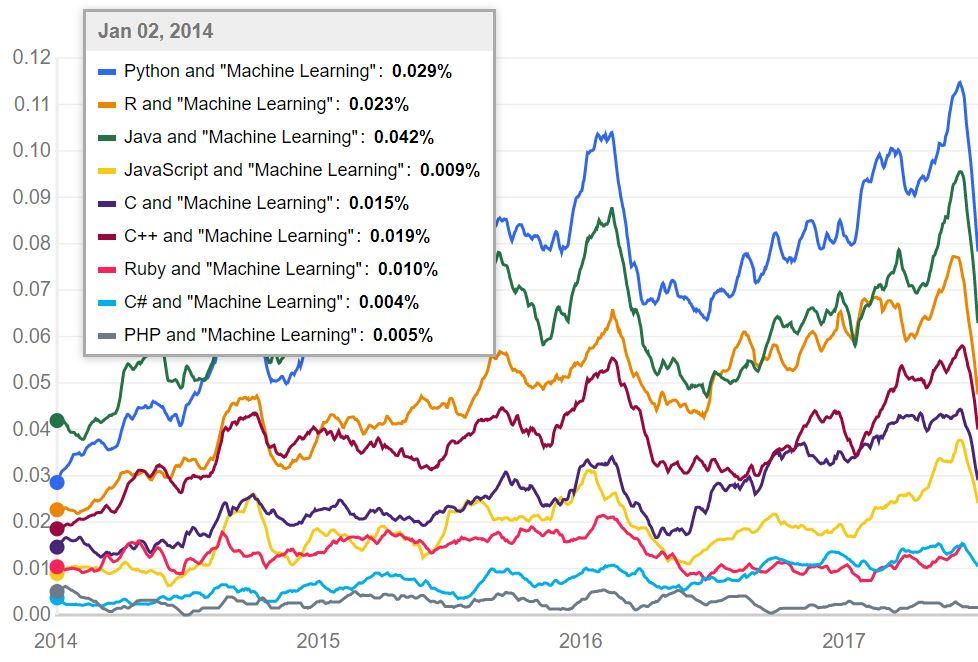 Jan 02, 2014
Python and "Machine Learning": 0.029%
R and "Machine Learning": 0.023%
Java and "Machine Learning": 0.042%
JavaScript and "Machine Learning": 0.009%
C and "Machine Learning": 0.015%
C++ and "Machine Learning": 0.019%
Ruby and "Machine Learning": 0.010%
C# and "Machine Learning": 0.004%
PHP and "Machine Learning": 0.005%
0.12
0.11
0.10
0.09
0.08
0.07
0.06
0.05
0.04
0.03
0.02
0.01
0.00
2014 2015 2016 2017